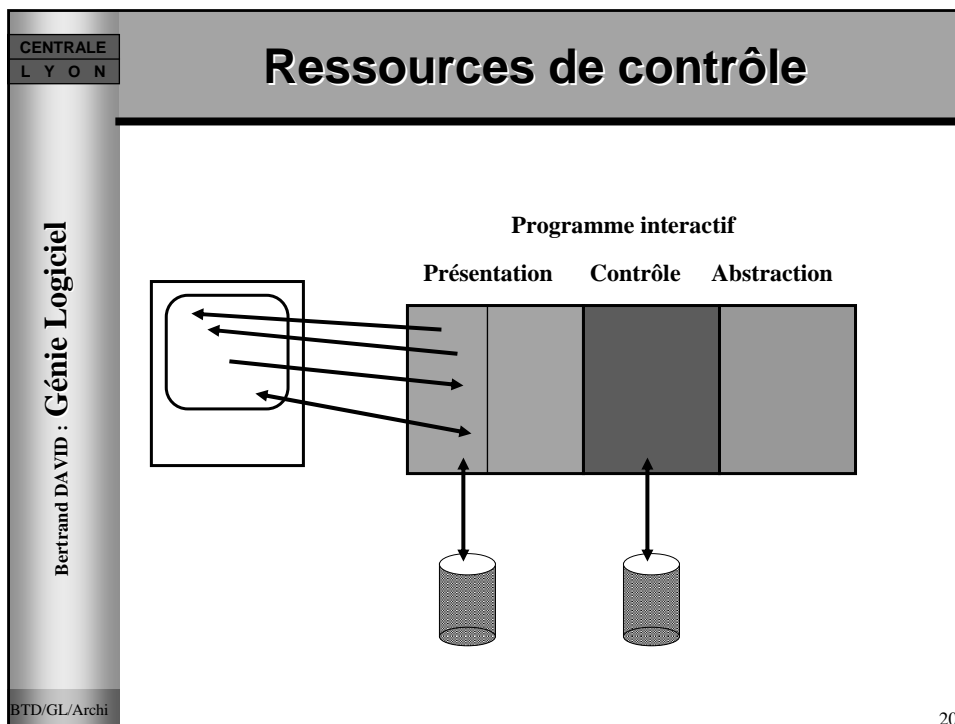 CENTRALE
L Y O N
Ressources de contrôle
Bertrand DAVID : Génie Logiciel
Programme interactif
Présentation Contrôle Abstraction
BTD/GL/Archi
20